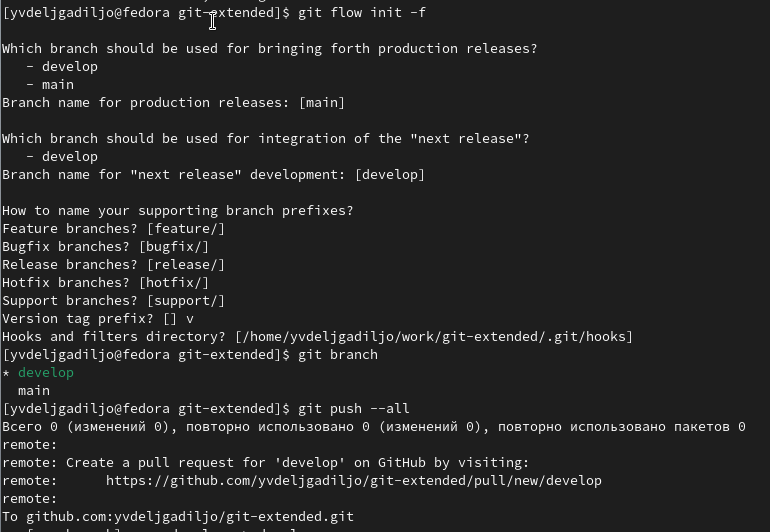 [yvdeljgadiljo@fedora git-extended]$ git flow init -f
Which branch should be used for bringing forth production releases?
   - develop
   - main
Branch name for production releases: [main]
Which branch should be used for integration of the "next release"?
   - develop
Branch name for "next release" development: [develop]
How to name your supporting branch prefixes?
Feature branches? [feature/]
Bugfix branches? [bugfix/]
Release branches? [release/]
Hotfix branches? [hotfix/]
Support branches? [support/]
Version tag prefix? [] v
Hooks and filters directory? [/home/yvdeljgadiljo/work/git-extended/.git/hooks]
[yvdeljgadiljo@fedora git-extended]$ git branch
* develop
  main
[yvdeljgadiljo@fedora git-extended]$ git push --all
Всего 0 (изменений 0), повторно использовано 0 (изменений 0), повторно использовано пакетов 0
remote:
remote: Create a pull request for 'develop' on GitHub by visiting:
remote:      https://github.com/yvdeljgadiljo/git-extended/pull/new/develop
remote:
To github.com:yvdeljgadiljo/git-extended.git